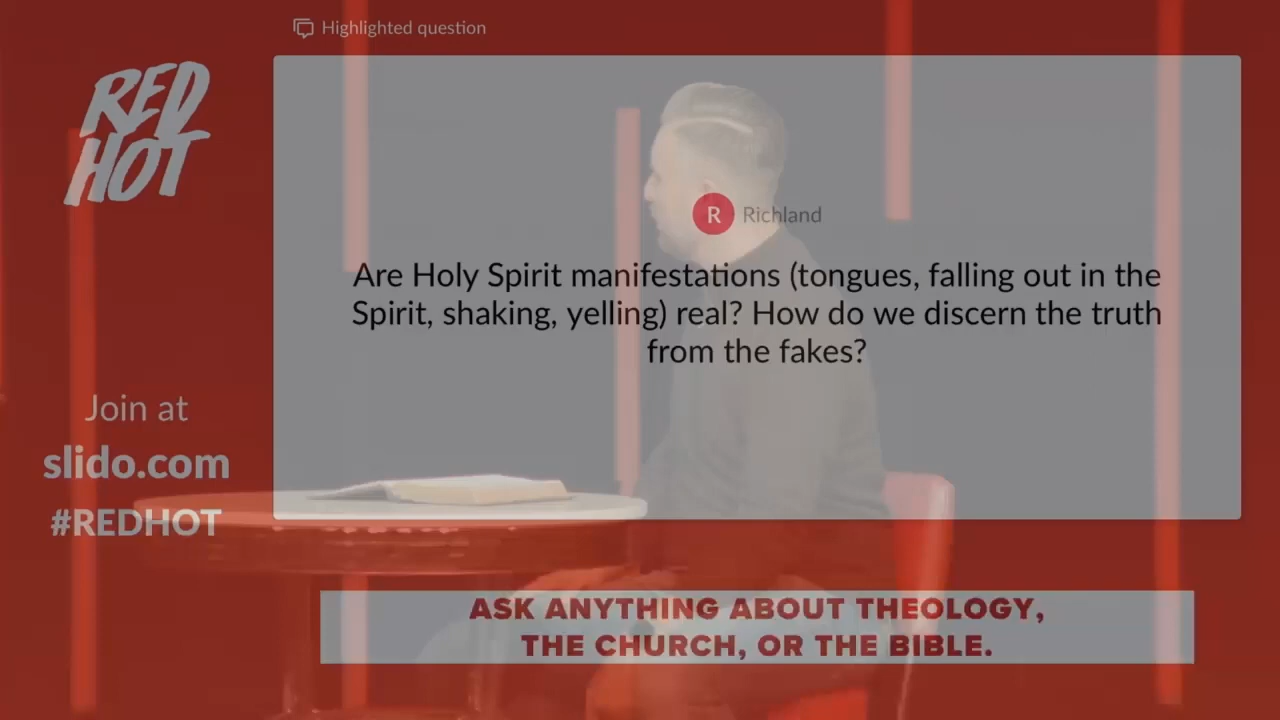 Highlighted question
RED
HOT
R Richland
Are Holy Spirit manifestations (tongues, falling out in the
Spirit, shaking, yelling) real? How do we discern the truth
from the fakes?
Join at
slido.com
#REDHOT
ASK ANYTHING ABOUT THEOLOGY,
THE CHURCH, OR THE BIBLE.